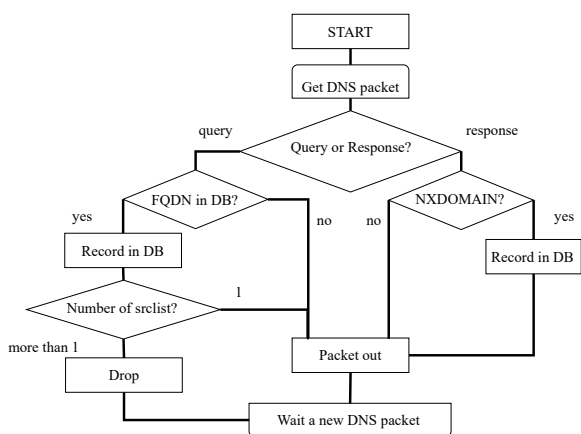 START
Get DNS packet
query
response
Query or Response?
FQDN in DB?
NXDOMAIN?
yes
no
no
yes
Record in DB
Record in DB
Number of srclist?
1
more than 1
Packet out
Drop
Wait a new DNS packet